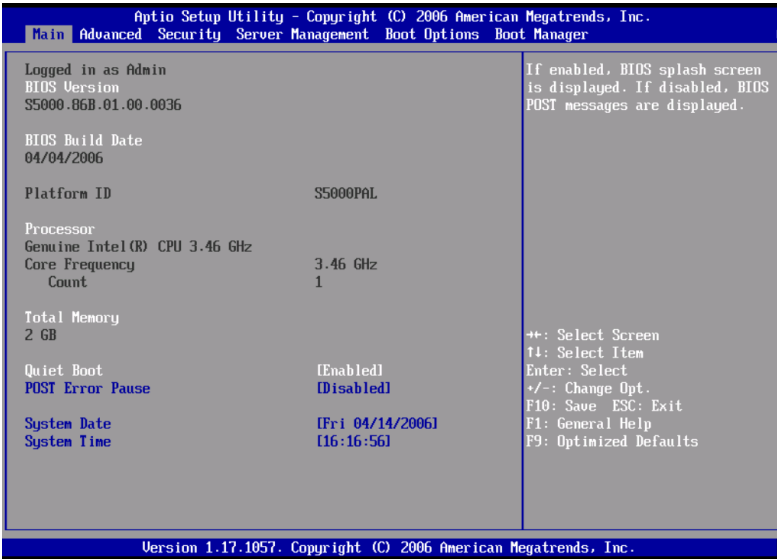 Aptio Setup Utility - Copyright (C) 2006 American Megatrends, Inc.
Main Advanced Security Server Management Boot Options Boot Manager
Logged in as Admin
BIOS Version
S5000.86B.01.00.0036
BIOS Build Date
04/04/2006
Platform ID S5000PAL
Processor
Genuine Intel(R) CPU 3.46 GHz
Core Frequency 3.46 GHz
Count 1
Total Memory
2 GB
Quiet Boot [Enabled]
POST Error Pause [Disabled]
System Date [Fri 04/14/2006]
System Time [16:16:56]
If enabled, BIOS splash screen
is displayed. If disabled, BIOS
POST messages are displayed.
→←: Select Screen
↑↓: Select Item
Enter: Select
+/-: Change Opt.
F10: Save ESC: Exit
F1: General Help
F9: Optimized Defaults
Version 1.17.1057. Copyright (C) 2006 American Megatrends, Inc.